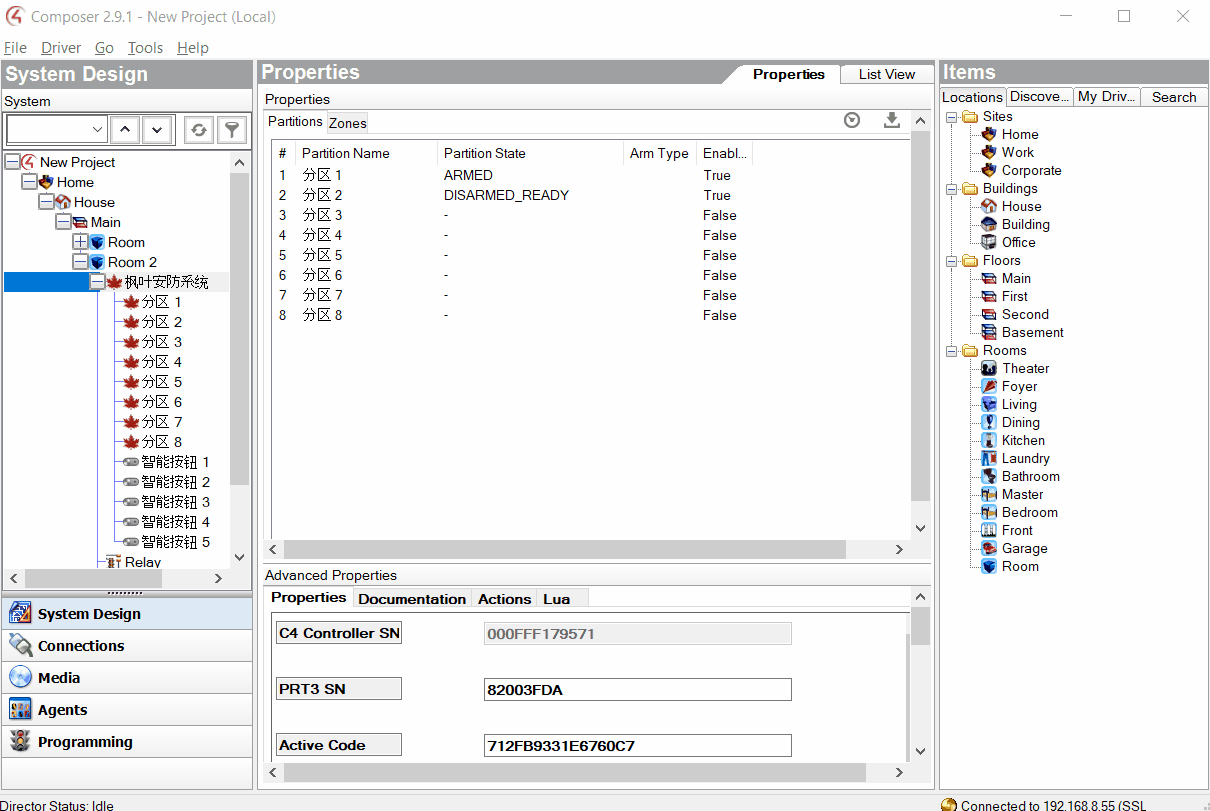 Composer 2.9.1 - New Project (Local)
File Driver Go Tools Help
System Design
System
New Project
Home
House
Main
Room
Room 2
枫叶安防系统
分区 1
分区 2
分区 3
分区 4
分区 5
分区 6
分区 7
分区 8
智能按钮 1
智能按钮 2
智能按钮 3
智能按钮 4
智能按钮 5
Relay
System Design
Connections
Media
Agents
Programming
Properties
Properties List View
Properties
Partitions Zones
# Partition Name Partition State Arm Type Enabl...
1 分区 1 ARMED True
2 分区 2 DISARMED_READY True
3 分区 3 - False
4 分区 4 - False
5 分区 5 - False
6 分区 6 - False
7 分区 7 - False
8 分区 8 - False
Advanced Properties
Properties Documentation Actions Lua
C4 Controller SN 000FFF179571
PRT3 SN 82003FDA
Active Code 712FB9331E6760C7
Items
Locations Discove... My Driv... Search
Sites
Home
Work
Corporate
Buildings
House
Building
Office
Floors
Main
First
Second
Basement
Rooms
Theater
Foyer
Living
Dining
Kitchen
Laundry
Bathroom
Master
Bedroom
Front
Garage
Room
Director Status: Idle
Connected to 192.168.8.55 (SSL